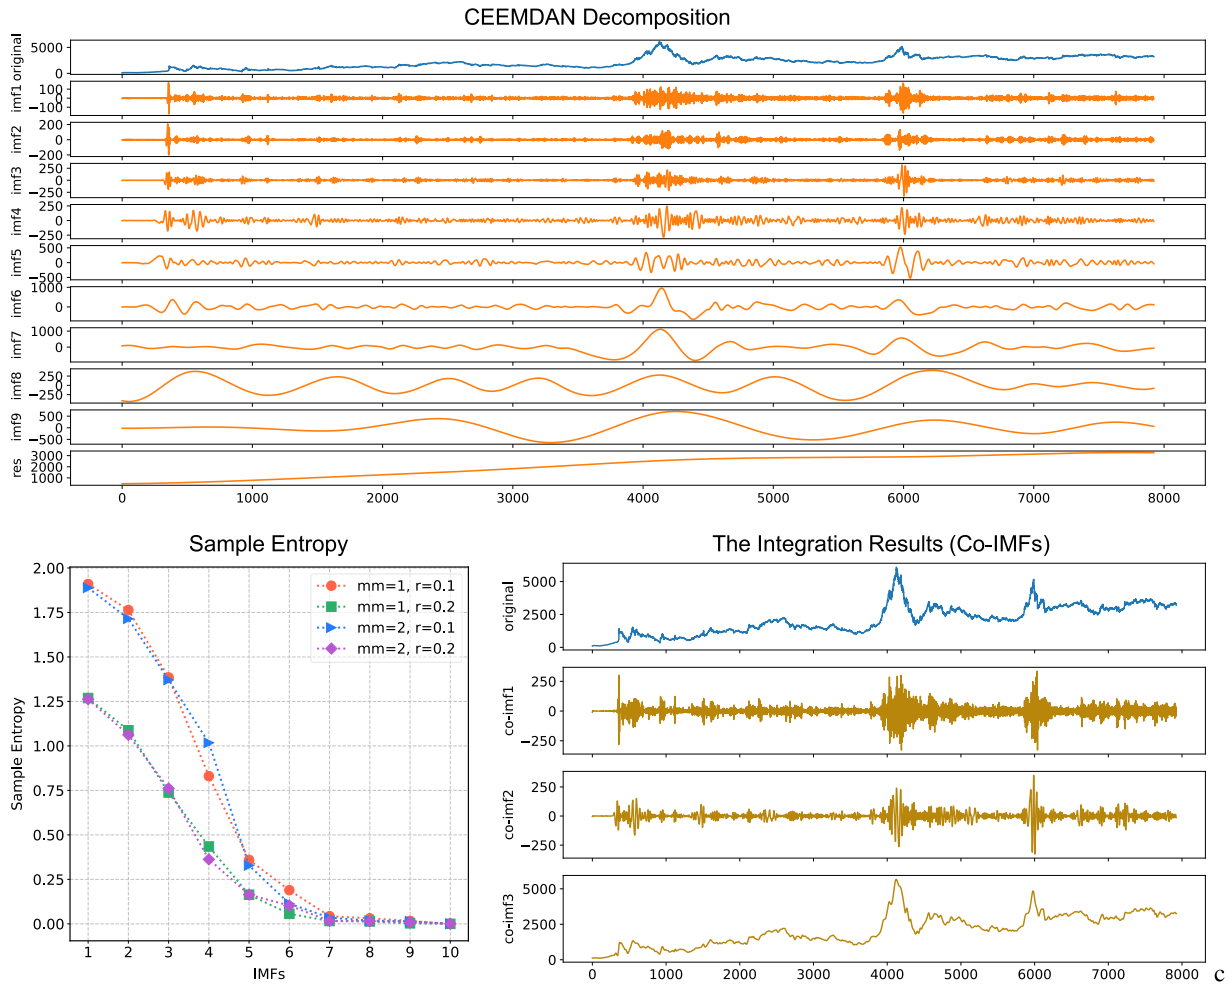 CEEMDAN Decomposition
original
5000
0
imf1
100
0
−100
imf2
200
0
−200
imf3
250
0
−250
imf4
250
0
−250
imf5
500
0
−500
imf6
1000
0
imf7
1000
0
imf8
250
0
−250
imf9
500
0
−500
res
3000
2000
1000
0 1000 2000 3000 4000 5000 6000 7000 8000
Sample Entropy
Sample Entropy
2.00
1.75
1.50
1.25
1.00
0.75
0.50
0.25
0.00
mm=1, r=0.1
mm=1, r=0.2
mm=2, r=0.1
mm=2, r=0.2
1 2 3 4 5 6 7 8 9 10
IMFs
The Integration Results (Co-IMFs)
original
5000
2500
0
co-imf1
250
0
−250
co-imf2
250
0
−250
co-imf3
5000
2500
0
0 1000 2000 3000 4000 5000 6000 7000 8000
c